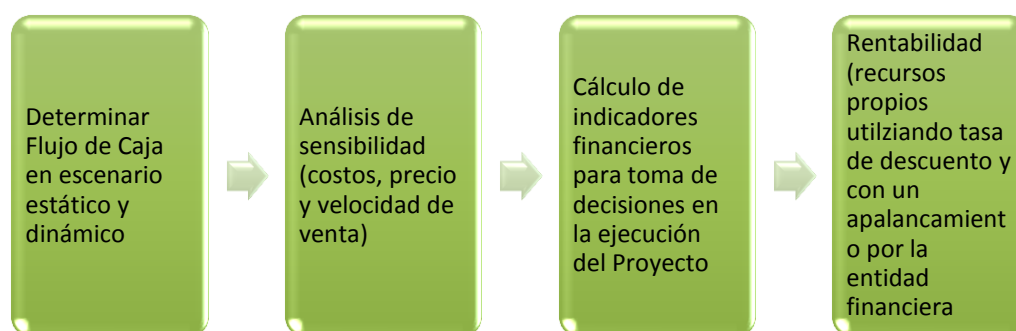 Determinar
Flujo de Caja
en escenario
estático y
dinámico
Análisis de
sensibilidad
(costos, precio
y velocidad de
venta)
Cálculo de
indicadores
financieros
para toma de
decisiones en
la ejecución
del Proyecto
Rentabilidad
(recursos
propios
utilziando tasa
de descuento y
con un
apalancamient
o por la
entidad
financiera